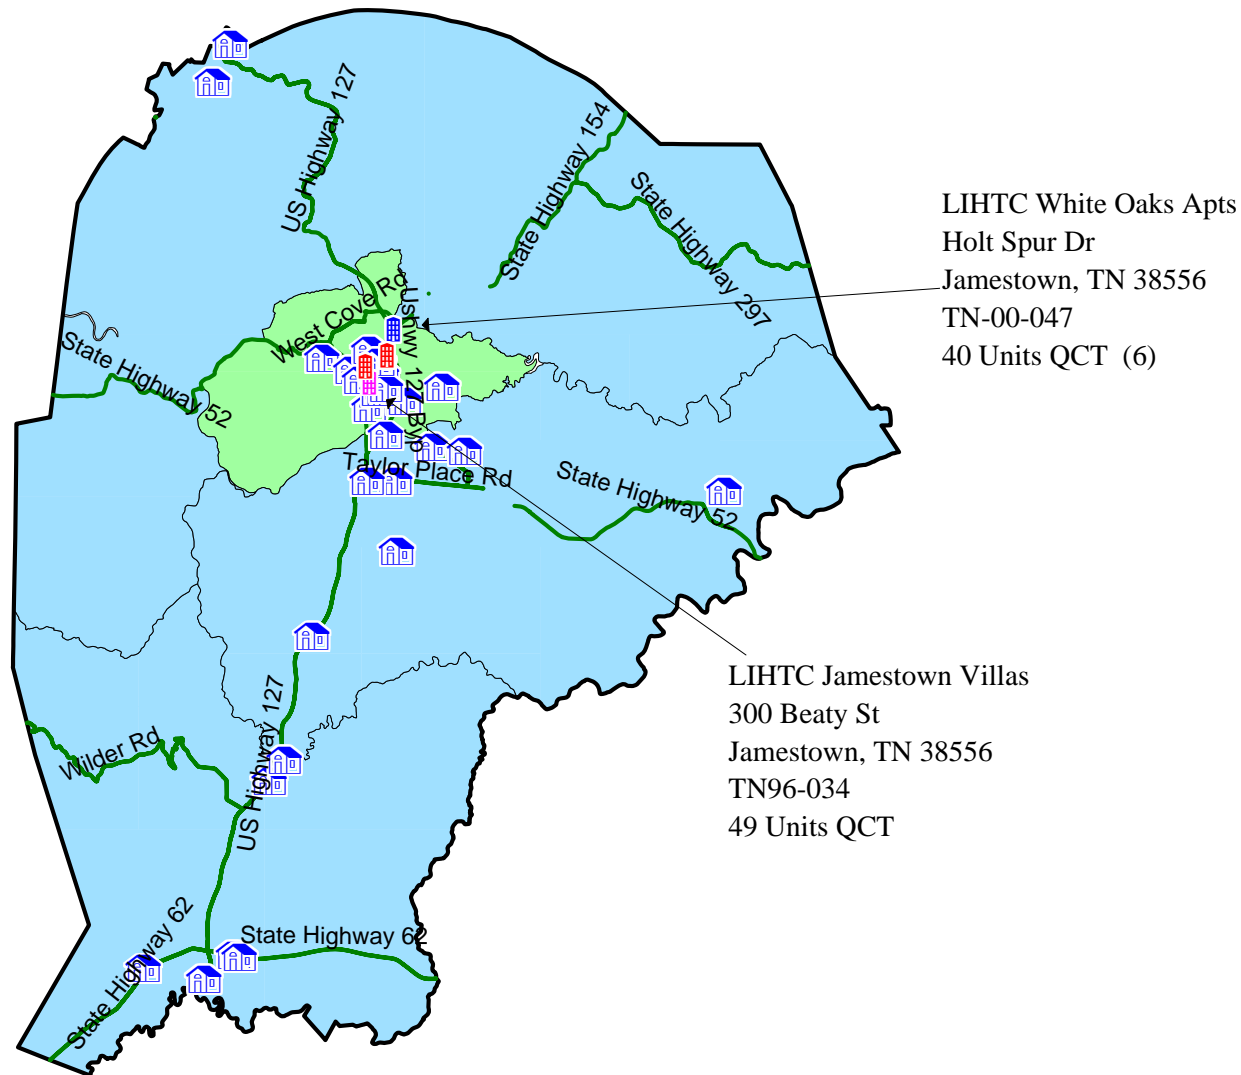 US Highway 127
State Highway 154
State Highway 297
LIHTC White Oaks Apts
Holt Spur Dr
Jamestown, TN 38556
TN-00-047
40 Units QCT  (6)
West Cove Rd
Ushwy 127 Byp
State Highway 52
Taylor Place Rd
State Highway 52
LIHTC Jamestown Villas
300 Beaty St
Jamestown, TN 38556
TN96-034
49 Units QCT
Wilder Rd
US Highway 127
State Highway 62
State Highway 62